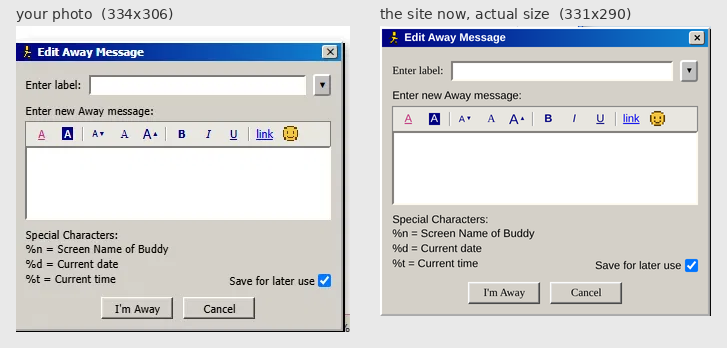 your photo (334x306)
Edit Away Message
Enter label:
Enter new Away message:
A A A▼ A A▲ B I U link
Special Characters:
%n = Screen Name of Buddy
%d = Current date
%t = Current time
Save for later use
I'm Away Cancel
%
the site now, actual size (331x290)
Edit Away Message
Enter label:
Enter new Away message:
A A A▼ A A▲ B I U link
Special Characters:
%n = Screen Name of Buddy
%d = Current date
%t = Current time
Save for later use
I'm Away Cancel